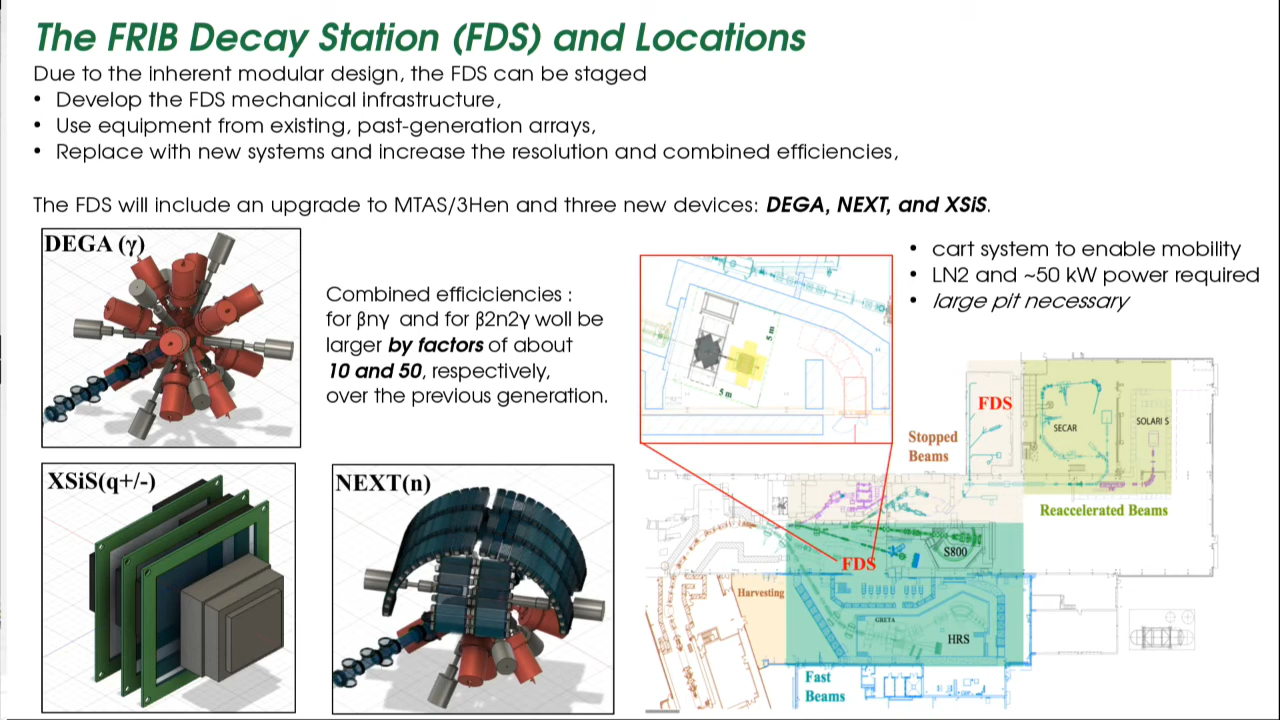 The FRIB Decay Station (FDS) and Locations
Due to the inherent modular design, the FDS can be staged
• Develop the FDS mechanical infrastructure,
• Use equipment from existing, past-generation arrays,
• Replace with new systems and increase the resolution and combined efficiencies,
The FDS will include an upgrade to MTAS/3Hen and three new devices: DEGA, NEXT, and XSiS.
DEGA (γ)
Combined efficiciencies :
for βnγ and for β2n2γ woll be
larger by factors of about
10 and 50, respectively,
over the previous generation.
XSiS(q+/-)
NEXT(n)
• cart system to enable mobility
• LN2 and ~50 kW power required
• large pit necessary
5 m
5 m
FDS
Stopped
Beams
SECAR
SOLARI S
Reaccelerated Beams
S800
FDS
Harvesting
GRETA
HRS
Fast
Beams